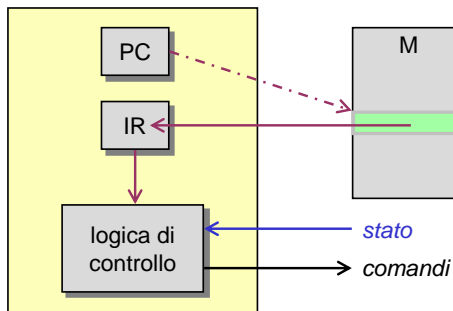 PC
M
IR
logica di
controllo
stato
comandi